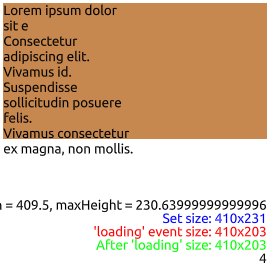 Lorem ipsum dolor
sit e
Consectetur
adipiscing elit.
Vivamus id.
Suspendisse
sollicitudin posuere
felis.
Vivamus consectetur
ex magna, non mollis.
= 409.5, maxHeight = 230.63999999999996
Set size: 410x231
'loading' event size: 410x203
After 'loading' size: 410x203
4